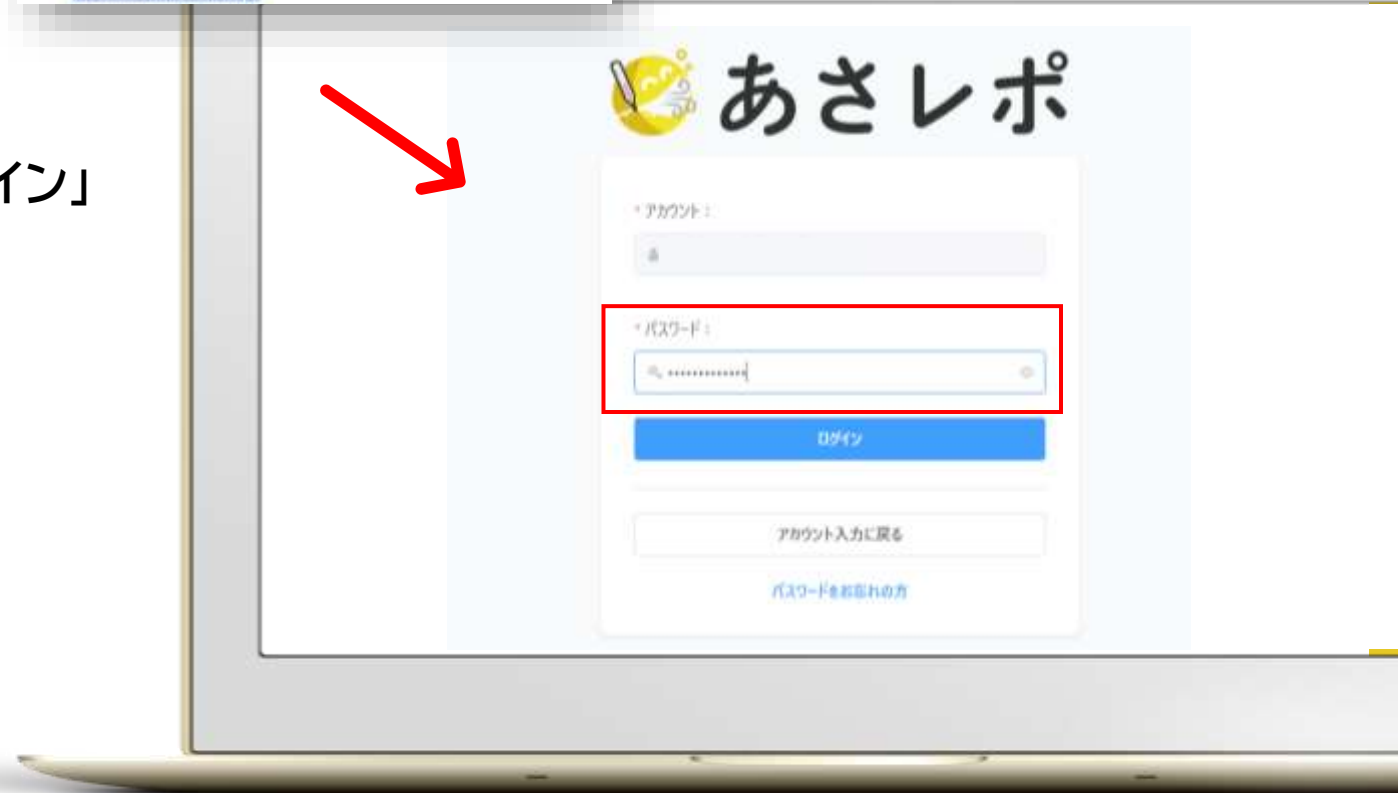 あさレポ
イン」
* アカウント：
* パスワード：
•••••••••••••
ログイン
アカウント入力に戻る
パスワードをお忘れの方